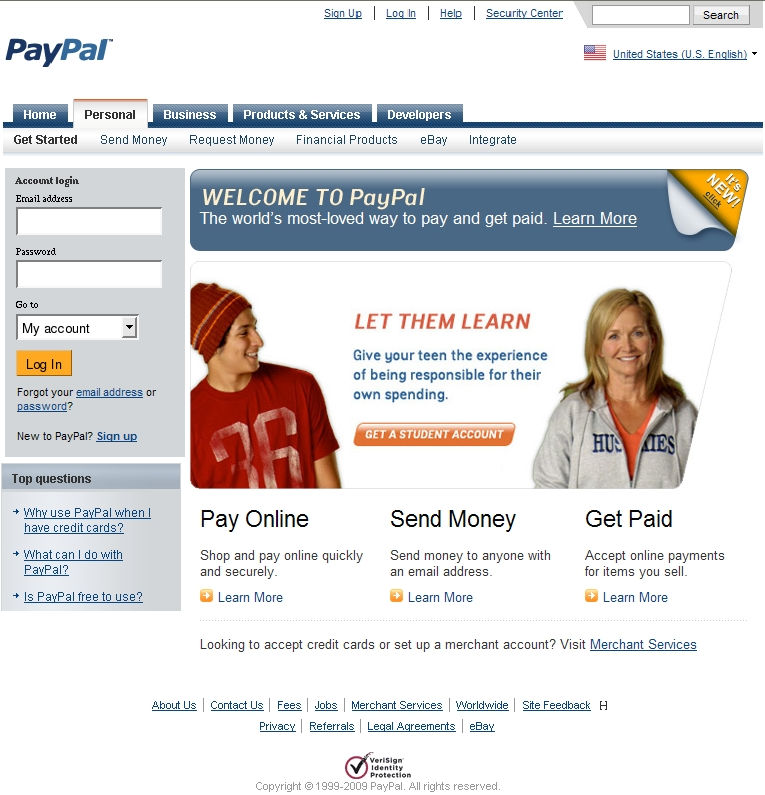 Sign Up Log In Help Security Center Search
PayPal™
United States (U.S. English)
Home Personal Business Products & Services Developers
Get Started Send Money Request Money Financial Products eBay Integrate
Account login
Email address
Password
Go to
My account
Log In
Forgot your email address or
password?
New to PayPal? Sign up
Top questions
Why use PayPal when I
have credit cards?
What can I do with
PayPal?
Is PayPal free to use?
WELCOME TO PayPal
The world's most-loved way to pay and get paid. Learn More
It's
NEW!
click
LET THEM LEARN
Give your teen the experience
of being responsible for their
own spending.
GET A STUDENT ACCOUNT
36
HUSKIES
Pay Online
Shop and pay online quickly
and securely.
Learn More
Send Money
Send money to anyone with
an email address.
Learn More
Get Paid
Accept online payments
for items you sell.
Learn More
Looking to accept credit cards or set up a merchant account? Visit Merchant Services
About Us Contact Us Fees Jobs Merchant Services Worldwide Site Feedback [-]
Privacy Referrals Legal Agreements eBay
VeriSign
Identity
Protection
Copyright © 1999-2009 PayPal. All rights reserved.